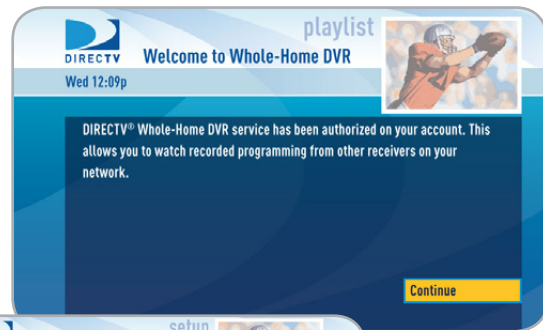 playlist
DIRECTV
Welcome to Whole-Home DVR
Wed 12:09p
DIRECTV® Whole-Home DVR service has been authorized on your account. This
allows you to watch recorded programming from other receivers on your
network.
Continue
setup